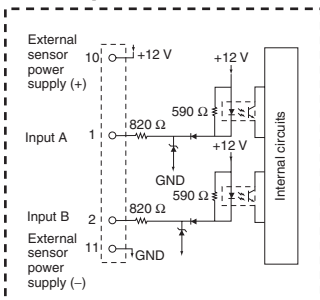 External
sensor
power
supply (+)
10
+12 V
+12 V
590 Ω
820 Ω
Input A
1
+12 V
GND
590 Ω
820 Ω
Input B
2
External
sensor
power
supply (−)
11
GND
Internal circuits